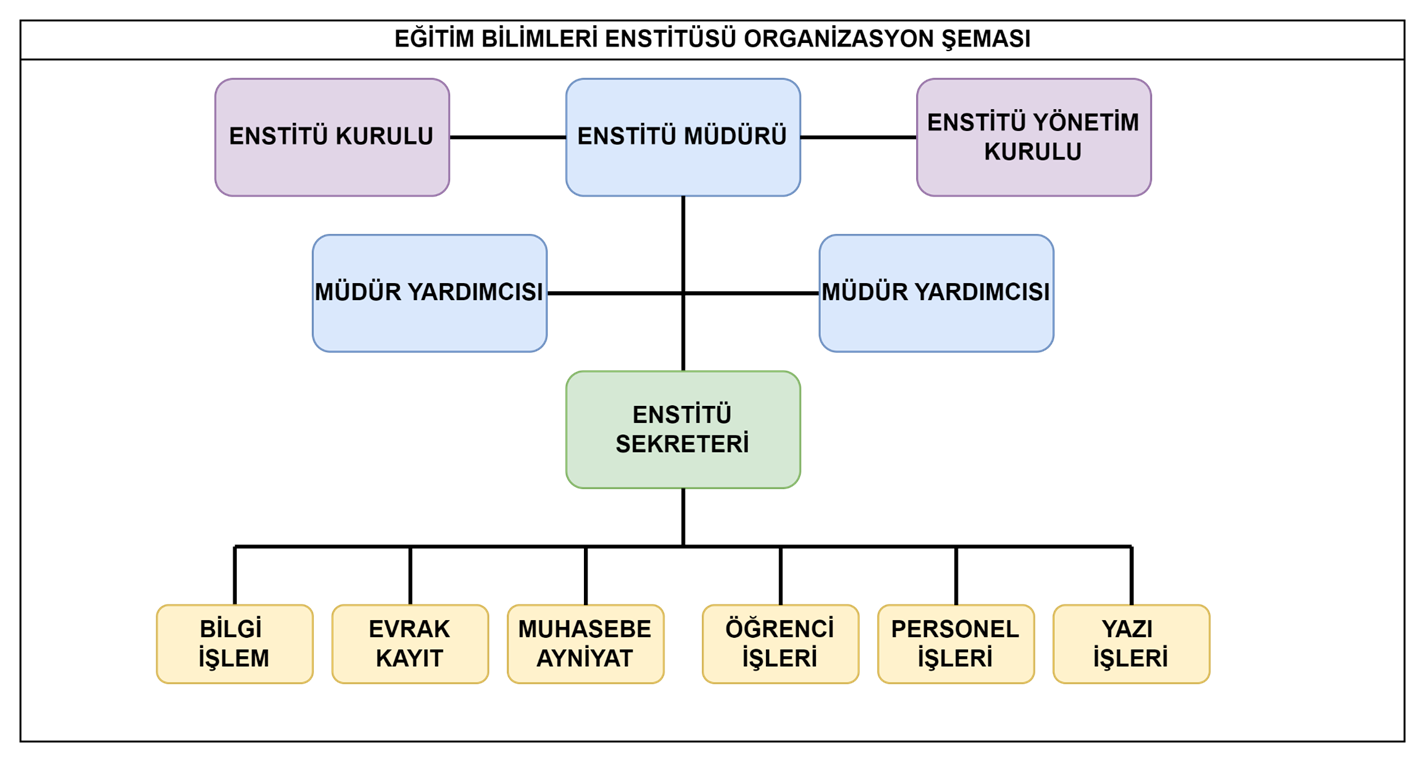 EĞİTİM BİLİMLERİ ENSTİTÜSÜ ORGANİZASYON ŞEMASI
ENSTİTÜ KURULU
ENSTİTÜ MÜDÜRÜ
ENSTİTÜ YÖNETİM
KURULU
MÜDÜR YARDIMCISI
MÜDÜR YARDIMCISI
ENSTİTÜ
SEKRETERİ
BİLGİ
İŞLEM
EVRAK
KAYIT
MUHASEBE
AYNİYAT
ÖĞRENCİ
İŞLERİ
PERSONEL
İŞLERİ
YAZI
İŞLERİ